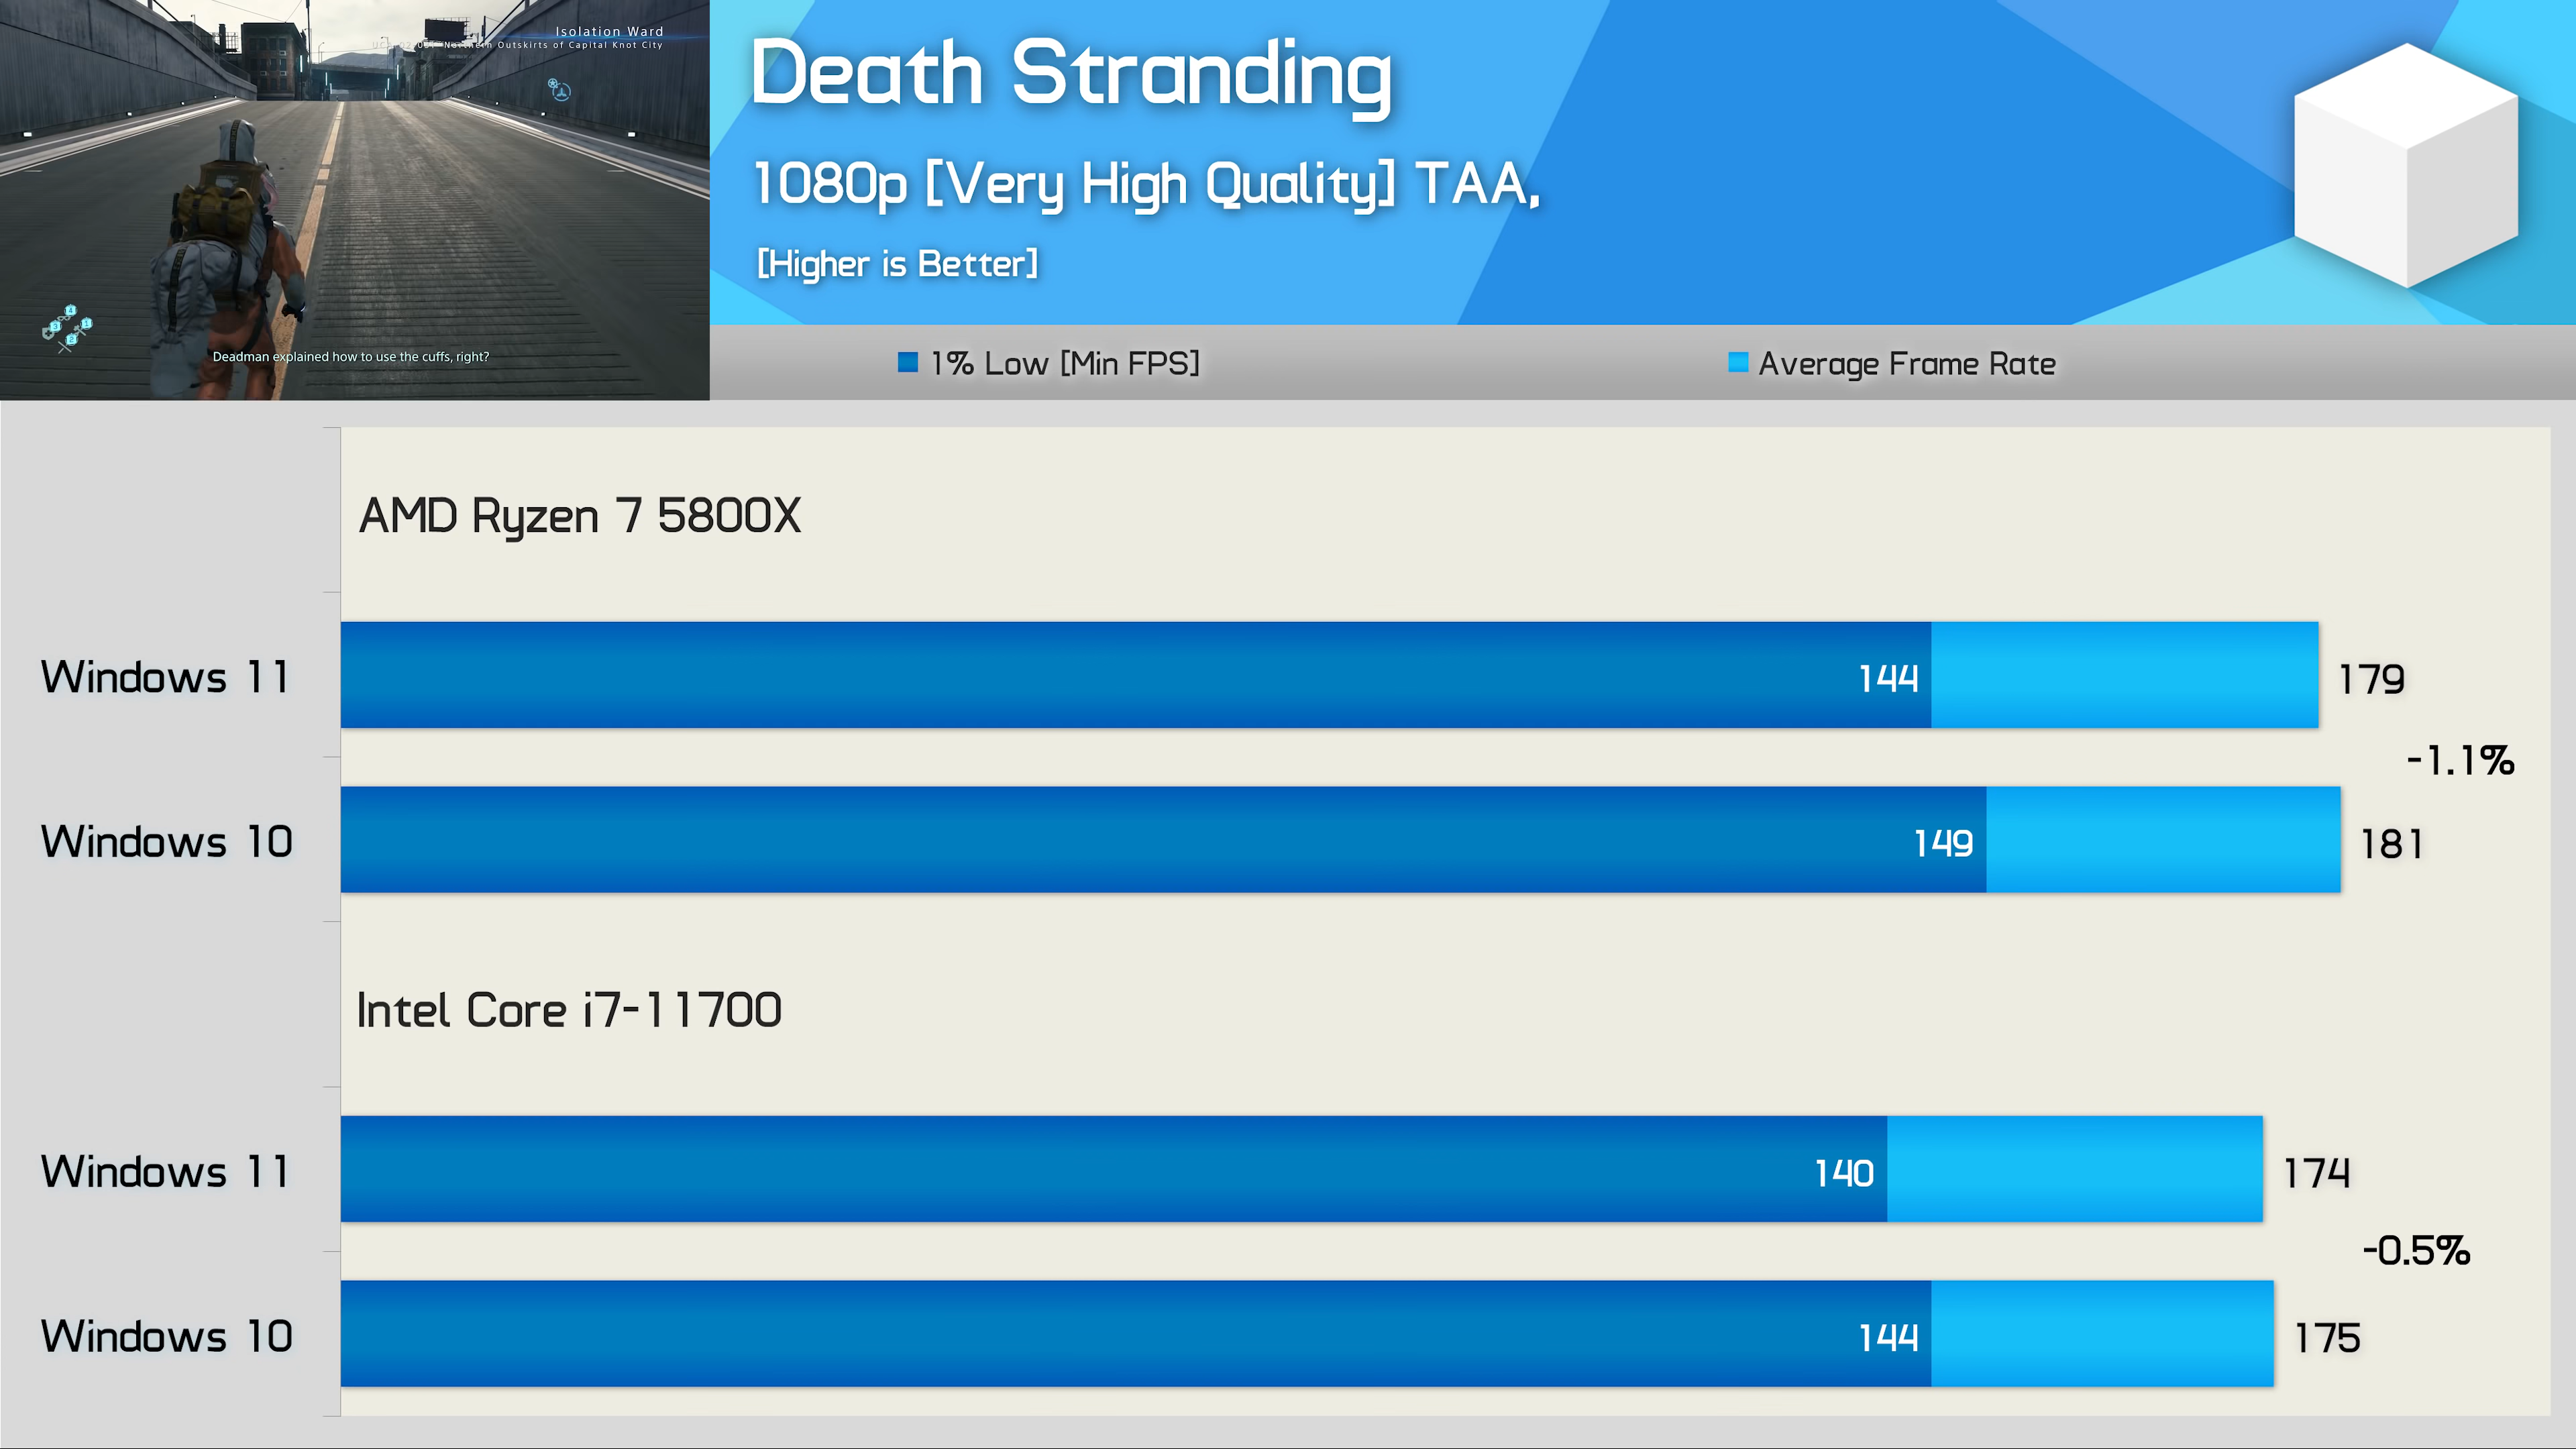 Isolation Ward
Northern Outskirts of Capital Knot City
Deadman explained how to use the cuffs, right?
Death Stranding
1080p [Very High Quality] TAA,
[Higher is Better]
1% Low [Min FPS]
Average Frame Rate
AMD Ryzen 7 5800X
Windows 11
144
179
-1.1%
Windows 10
149
181
Intel Core i7-11700
Windows 11
140
174
-0.5%
Windows 10
144
175